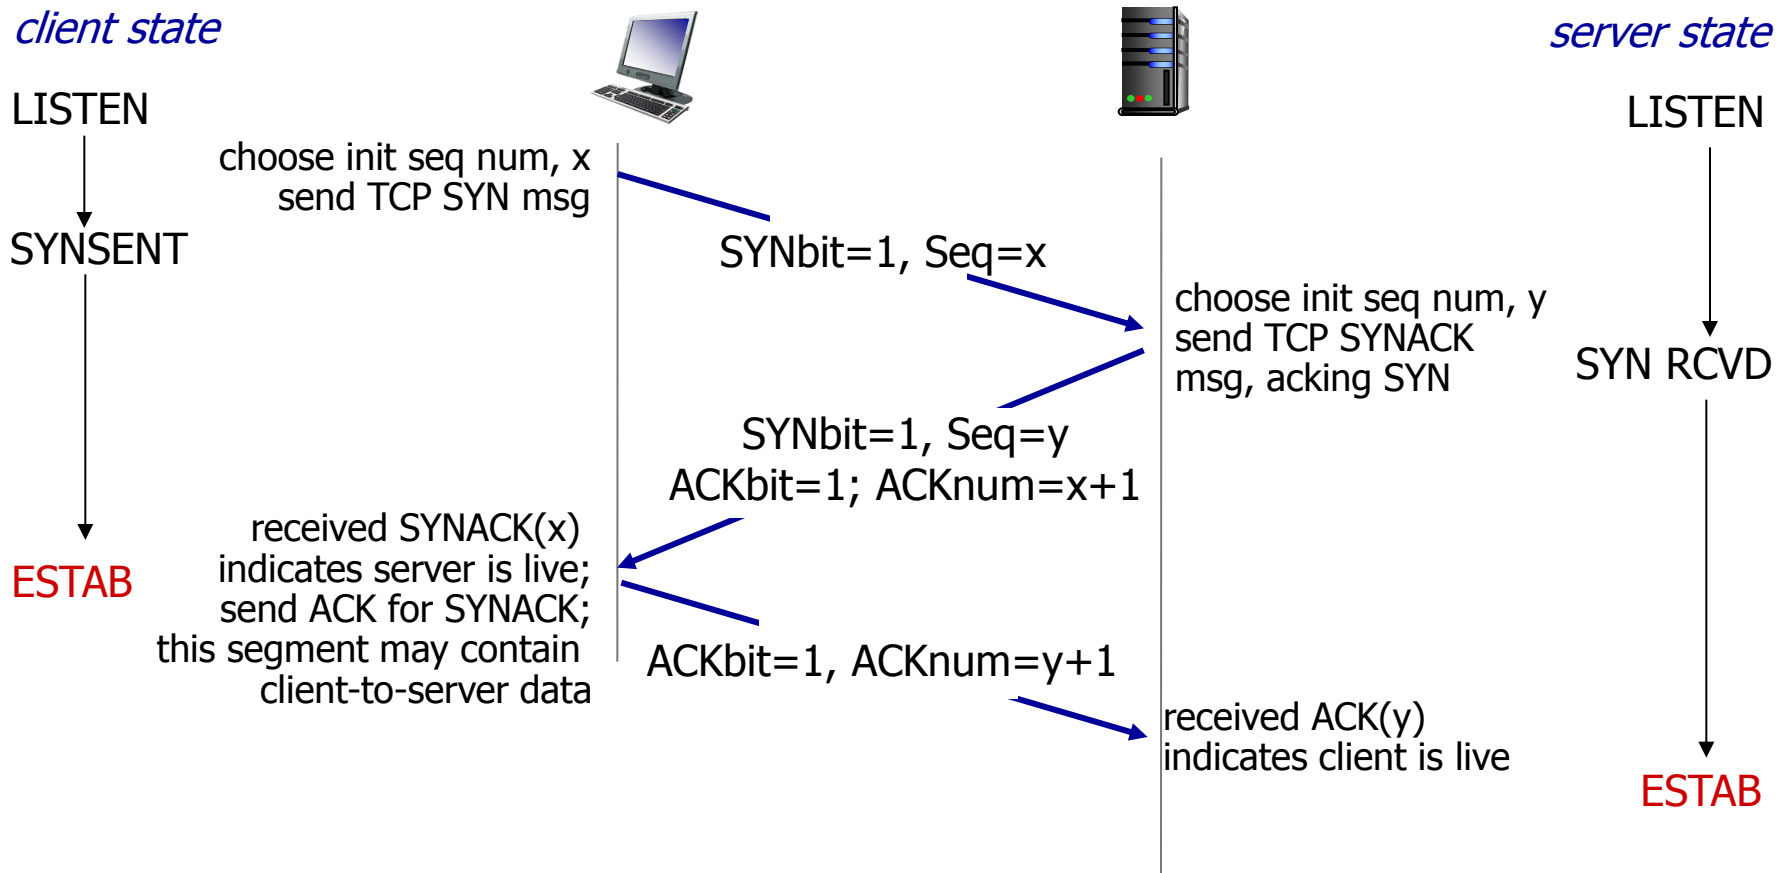 client state
server state
LISTEN
LISTEN
choose init seq num, x
send TCP SYN msg
SYNSENT
SYNbit=1, Seq=x
choose init seq num, y
send TCP SYNACK
msg, acking SYN
SYN RCVD
SYNbit=1, Seq=y
ACKbit=1; ACKnum=x+1
received SYNACK(x)
indicates server is live;
send ACK for SYNACK;
this segment may contain
client-to-server data
ESTAB
ACKbit=1, ACKnum=y+1
received ACK(y)
indicates client is live
ESTAB